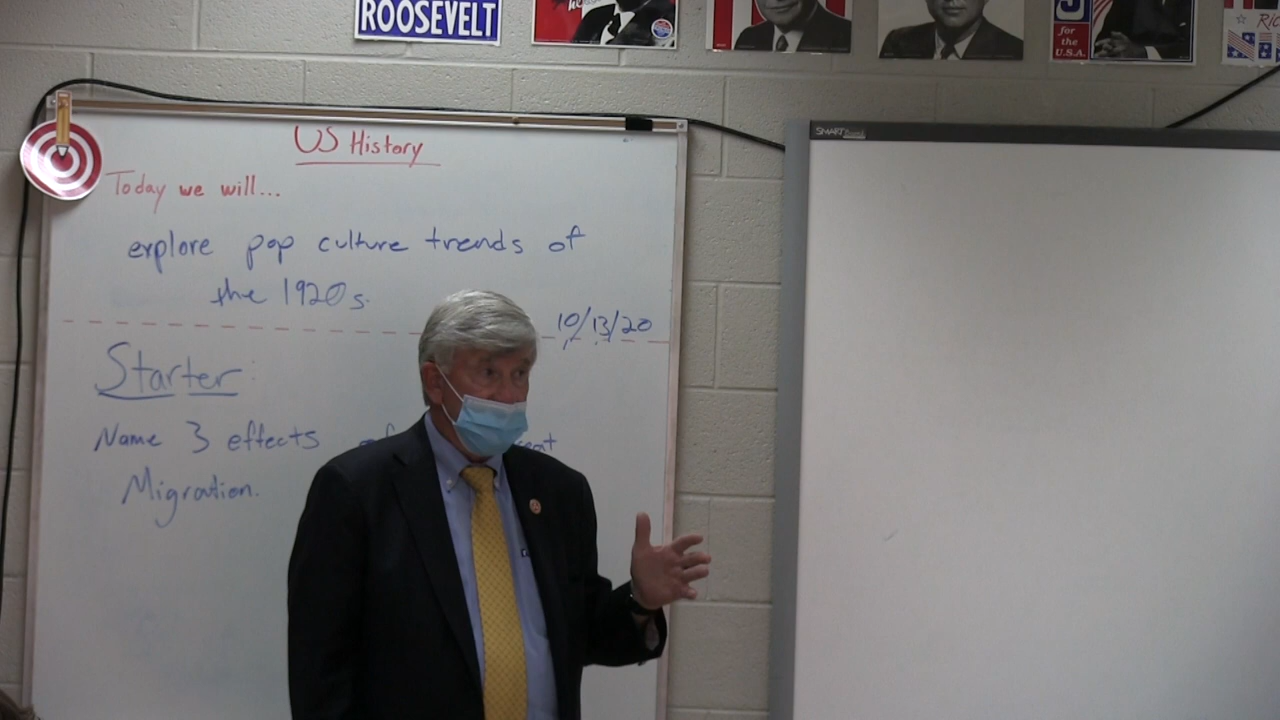 ROOSEVELT
for the
U.S.A.
US History
Today we will...
explore pop culture trends of
the 1920s.
10/13/20
Starter:
Name 3 effects
Migration.
SMART